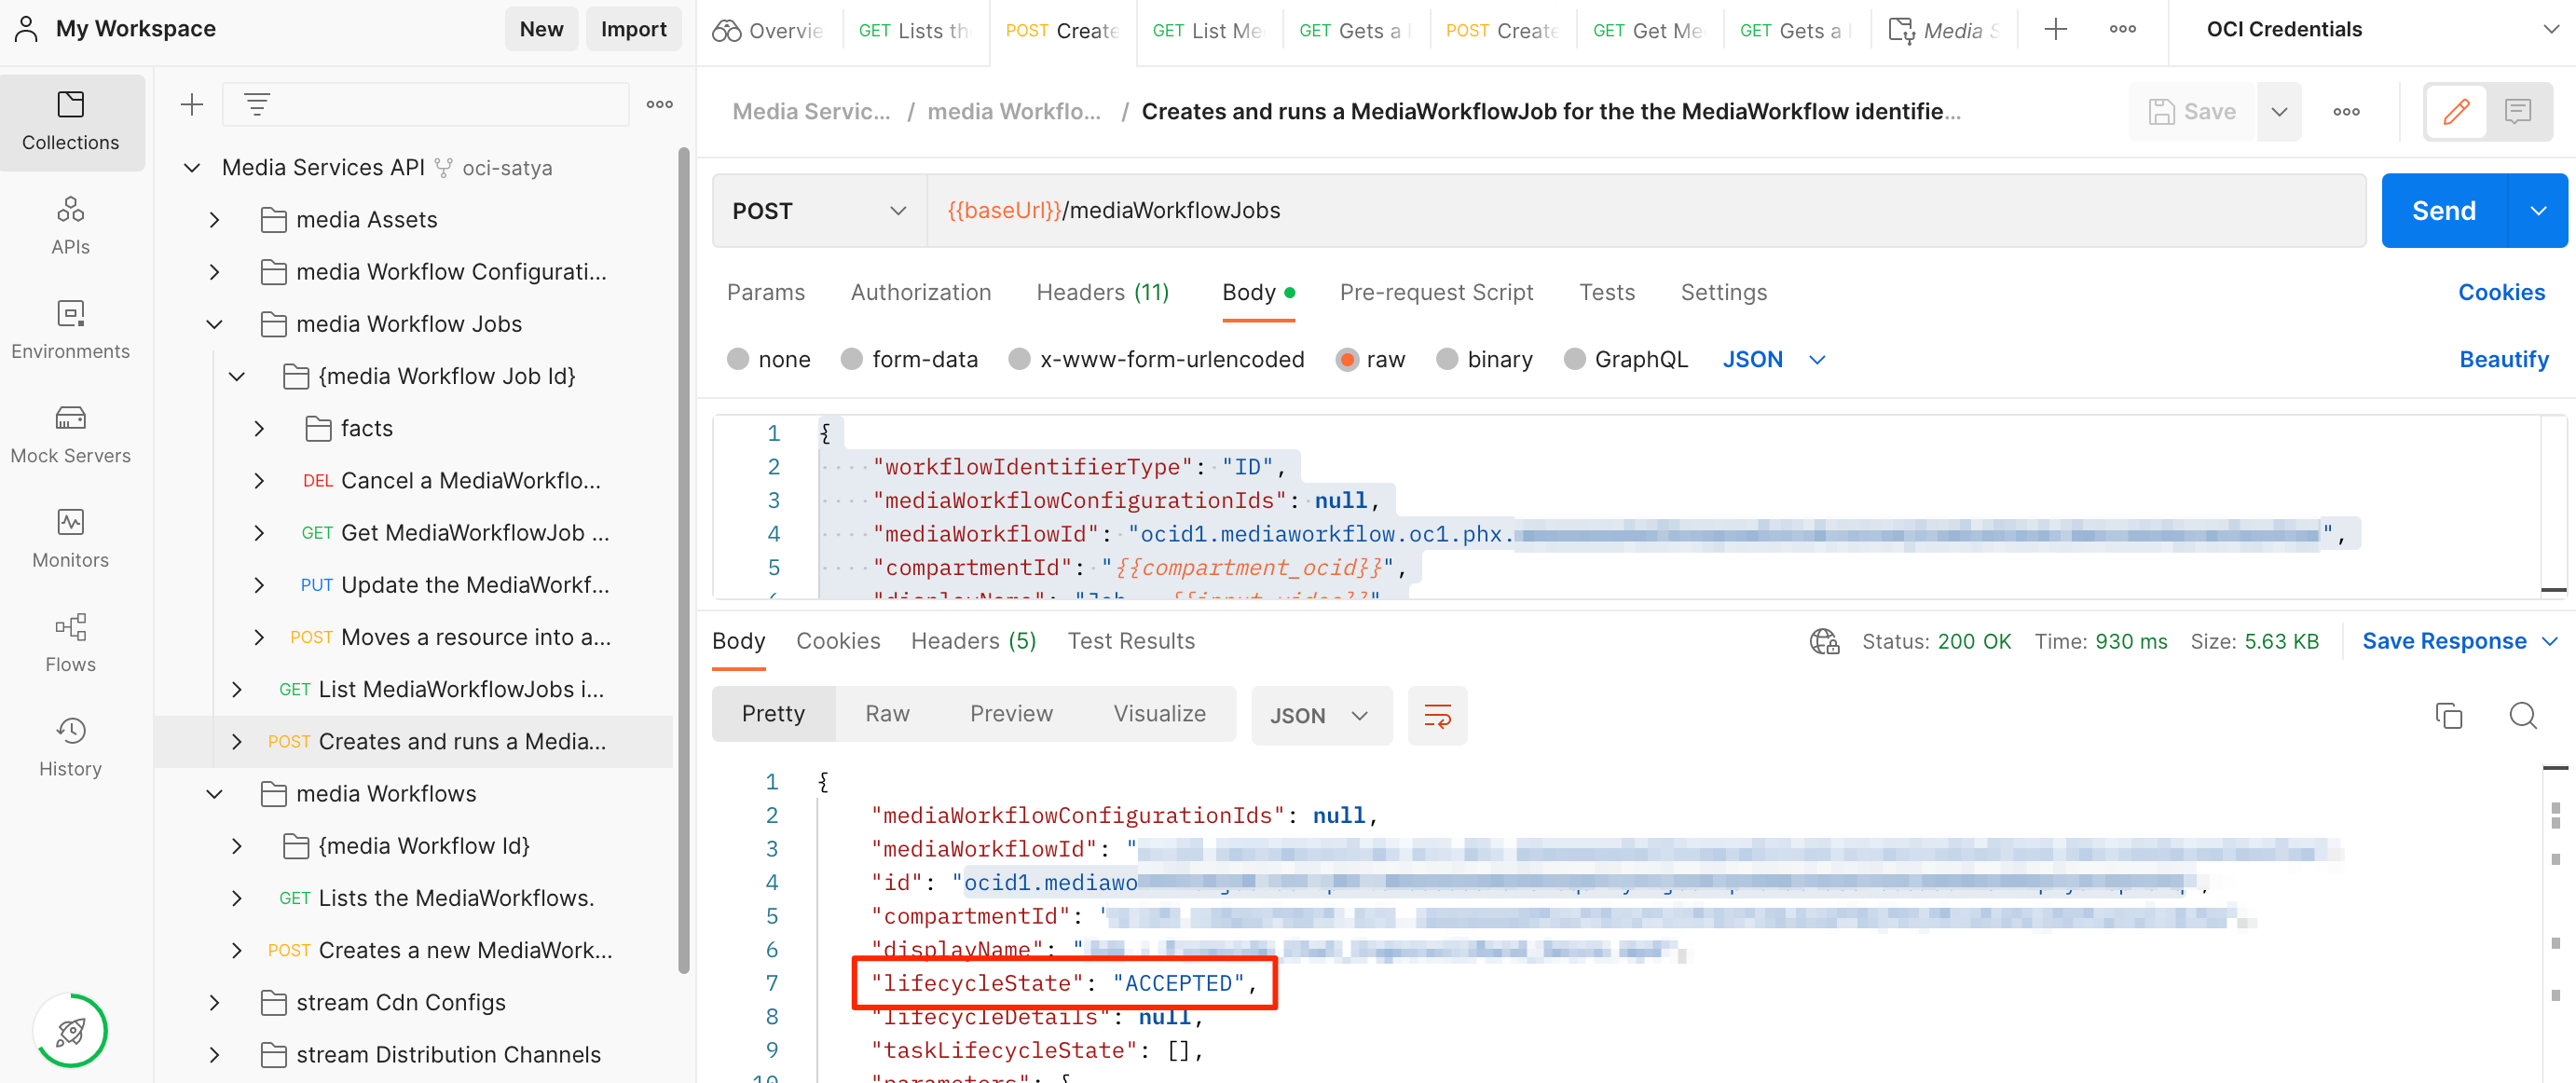 My Workspace
New
Import
Overvie
GET Lists th
POST Create
GET List Me
GET Gets a
POST Create
GET Get Me
GET Gets a
Media S
OCI Credentials
Collections
APIs
Environments
Mock Servers
Monitors
Flows
History
Media Services API oci-satya
media Assets
media Workflow Configurati...
media Workflow Jobs
{media Workflow Job Id}
facts
DEL Cancel a MediaWorkflo...
GET Get MediaWorkflowJob ...
PUT Update the MediaWorkf...
POST Moves a resource into a...
GET List MediaWorkflowJobs i...
POST Creates and runs a Media...
media Workflows
{media Workflow Id}
GET Lists the MediaWorkflows.
POST Creates a new MediaWork...
stream Cdn Configs
stream Distribution Channels
Media Servic... / media Workflo... / Creates and runs a MediaWorkflowJob for the the MediaWorkflow identifie...
Save
POST
{{baseUrl}}/mediaWorkflowJobs
Send
Params Authorization Headers (11) Body Pre-request Script Tests Settings
Cookies
none form-data x-www-form-urlencoded raw binary GraphQL JSON
Beautify
1 {
2 "workflowIdentifierType": "ID",
3 "mediaWorkflowConfigurationIds": null,
4 "mediaWorkflowId": "ocid1.mediaworkflow.oc1.phx. ",
5 "compartmentId": "{{compartment_ocid}}",
"displayName": "Job {{input_video}}"
Body Cookies Headers (5) Test Results
Status: 200 OK Time: 930 ms Size: 5.63 KB
Save Response
Pretty Raw Preview Visualize JSON
1 {
2 "mediaWorkflowConfigurationIds": null,
3 "mediaWorkflowId": "
4 "id": "ocid1.mediawo
5 "compartmentId": "
6 "displayName": "
7 "lifecycleState": "ACCEPTED",
8 "lifecycleDetails": null,
9 "taskLifecycleState": [],
10 "parameters": {